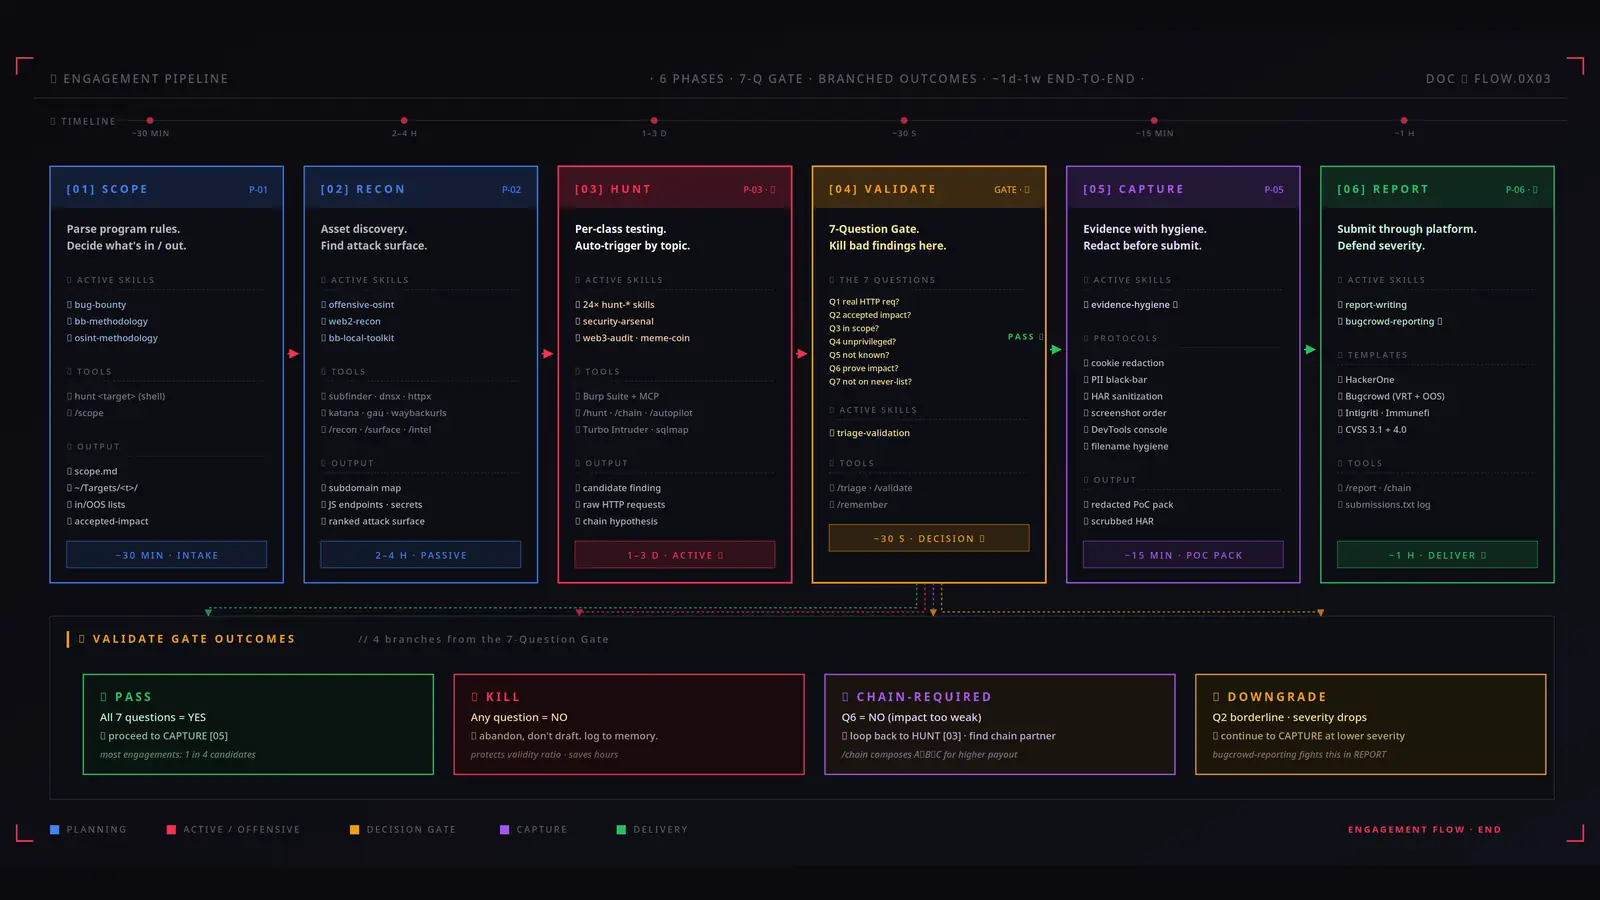 ▯ ENGAGEMENT PIPELINE
· 6 PHASES · 7-Q GATE · BRANCHED OUTCOMES · ~1d-1w END-TO-END ·
DOC ▯ FLOW.0X03
▯ TIMELINE
~30 MIN
2–4 H
1–3 D
~30 S
~15 MIN
~1 H
[01] SCOPE
P-01
Parse program rules.
Decide what's in / out.
▯ ACTIVE SKILLS
▯ bug-bounty
▯ bb-methodology
▯ osint-methodology
▯ TOOLS
▯ hunt <target> (shell)
▯ /scope
▯ OUTPUT
▯ scope.md
▯ ~/Targets/<t>/
▯ in/OOS lists
▯ accepted-impact
~30 MIN · INTAKE
[02] RECON
P-02
Asset discovery.
Find attack surface.
▯ ACTIVE SKILLS
▯ offensive-osint
▯ web2-recon
▯ bb-local-toolkit
▯ TOOLS
▯ subfinder · dnsx · httpx
▯ katana · gau · waybackurls
▯ /recon · /surface · /intel
▯ OUTPUT
▯ subdomain map
▯ JS endpoints · secrets
▯ ranked attack surface
2–4 H · PASSIVE
[03] HUNT
P-03 · ▯
Per-class testing.
Auto-trigger by topic.
▯ ACTIVE SKILLS
▯ 24× hunt-* skills
▯ security-arsenal
▯ web3-audit · meme-coin
▯ TOOLS
▯ Burp Suite + MCP
▯ /hunt · /chain · /autopilot
▯ Turbo Intruder · sqlmap
▯ OUTPUT
▯ candidate finding
▯ raw HTTP requests
▯ chain hypothesis
1–3 D · ACTIVE ▯
[04] VALIDATE
GATE · ▯
7-Question Gate.
Kill bad findings here.
▯ THE 7 QUESTIONS
Q1 real HTTP req?
Q2 accepted impact?
Q3 in scope?
Q4 unprivileged?
Q5 not known?
Q6 prove impact?
Q7 not on never-list?
PASS ▯
▯ ACTIVE SKILLS
▯ triage-validation
▯ TOOLS
▯ /triage · /validate
▯ /remember
~30 S · DECISION ▯
[05] CAPTURE
P-05
Evidence with hygiene.
Redact before submit.
▯ ACTIVE SKILLS
▯ evidence-hygiene ▯
▯ PROTOCOLS
▯ cookie redaction
▯ PII black-bar
▯ HAR sanitization
▯ screenshot order
▯ DevTools console
▯ filename hygiene
▯ OUTPUT
▯ redacted PoC pack
▯ scrubbed HAR
~15 MIN · POC PACK
[06] REPORT
P-06 · ▯
Submit through platform.
Defend severity.
▯ ACTIVE SKILLS
▯ report-writing
▯ bugcrowd-reporting ▯
▯ TEMPLATES
▯ HackerOne
▯ Bugcrowd (VRT + OOS)
▯ Intigriti · Immunefi
▯ CVSS 3.1 + 4.0
▯ TOOLS
▯ /report · /chain
▯ submissions.txt log
~1 H · DELIVER ▯
▯ VALIDATE GATE OUTCOMES
// 4 branches from the 7-Question Gate
▯ PASS
All 7 questions = YES
▯ proceed to CAPTURE [05]
most engagements: 1 in 4 candidates
▯ KILL
Any question = NO
▯ abandon, don't draft. log to memory.
protects validity ratio · saves hours
▯ CHAIN-REQUIRED
Q6 = NO (impact too weak)
▯ loop back to HUNT [03] · find chain partner
/chain composes A▯B▯C for higher payout
▯ DOWNGRADE
Q2 borderline · severity drops
▯ continue to CAPTURE at lower severity
bugcrowd-reporting fights this in REPORT
PLANNING
ACTIVE / OFFENSIVE
DECISION GATE
CAPTURE
DELIVERY
ENGAGEMENT FLOW · END